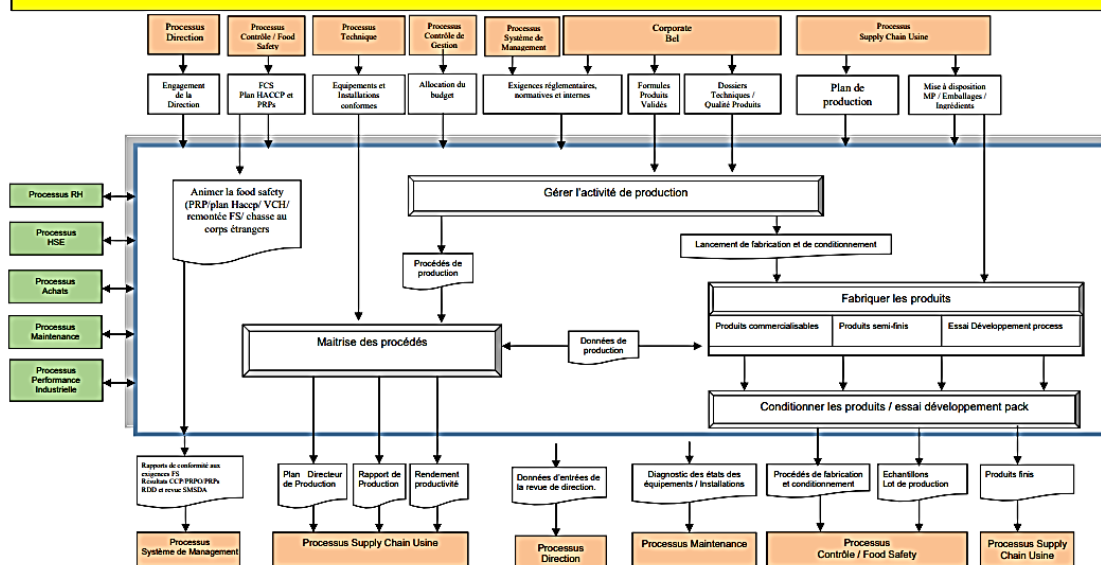 Processus
Direction
Processus
Contrôle / Food
Safety
Processus
Technique
Processus
Contrôle de
Gestion
Processus
Système de
Management
Corporate
Bel
Processus
Supply Chain Usine
Engagement
de la
Direction
FCS
Plan HACCP et
PRPs
Equipements et
Installations
conformes
Allocation du
budget
Exigences réglementaires,
normatives et internes
Formules
Produits
Validés
Dossiers
Techniques /
Qualité Produits
Plan de
production
Mise à disposition
MP / Emballages /
Ingrédients
Processus RH
Processus
HSE
Processus
Achats
Processus
Maintenance
Processus
Performance
Industrielle
Animer la food safety
(PRP/plan Haccp/ VCH/
remontée FS/ chasse au
corps étrangers
Gérer l'activité de production
Procédés de
production
Lancement de fabrication et de conditionnement
Fabriquer les produits
Produits commercialisables
Produits semi-finis
Essai Développement process
Maitrise des procédés
Données de
production
Conditionner les produits / essai développement pack
Rapports de conformité aux
exigences FS
Résultats CCP/PRPO/PRPs
RDD et revue SMSDA
Plan Directeur
de Production
Rapport de
Production
Rendement
productivité
Données d'entrées de
la revue de direction.
Diagnostic des états des
équipements / Installations
Procédés de fabrication
et conditionnement
Echantillons
Lot de production
Produits finis
Processus
Système de Management
Processus Supply Chain Usine
Processus
Direction
Processus Maintenance
Processus
Contrôle / Food Safety
Processus Supply
Chain Usine